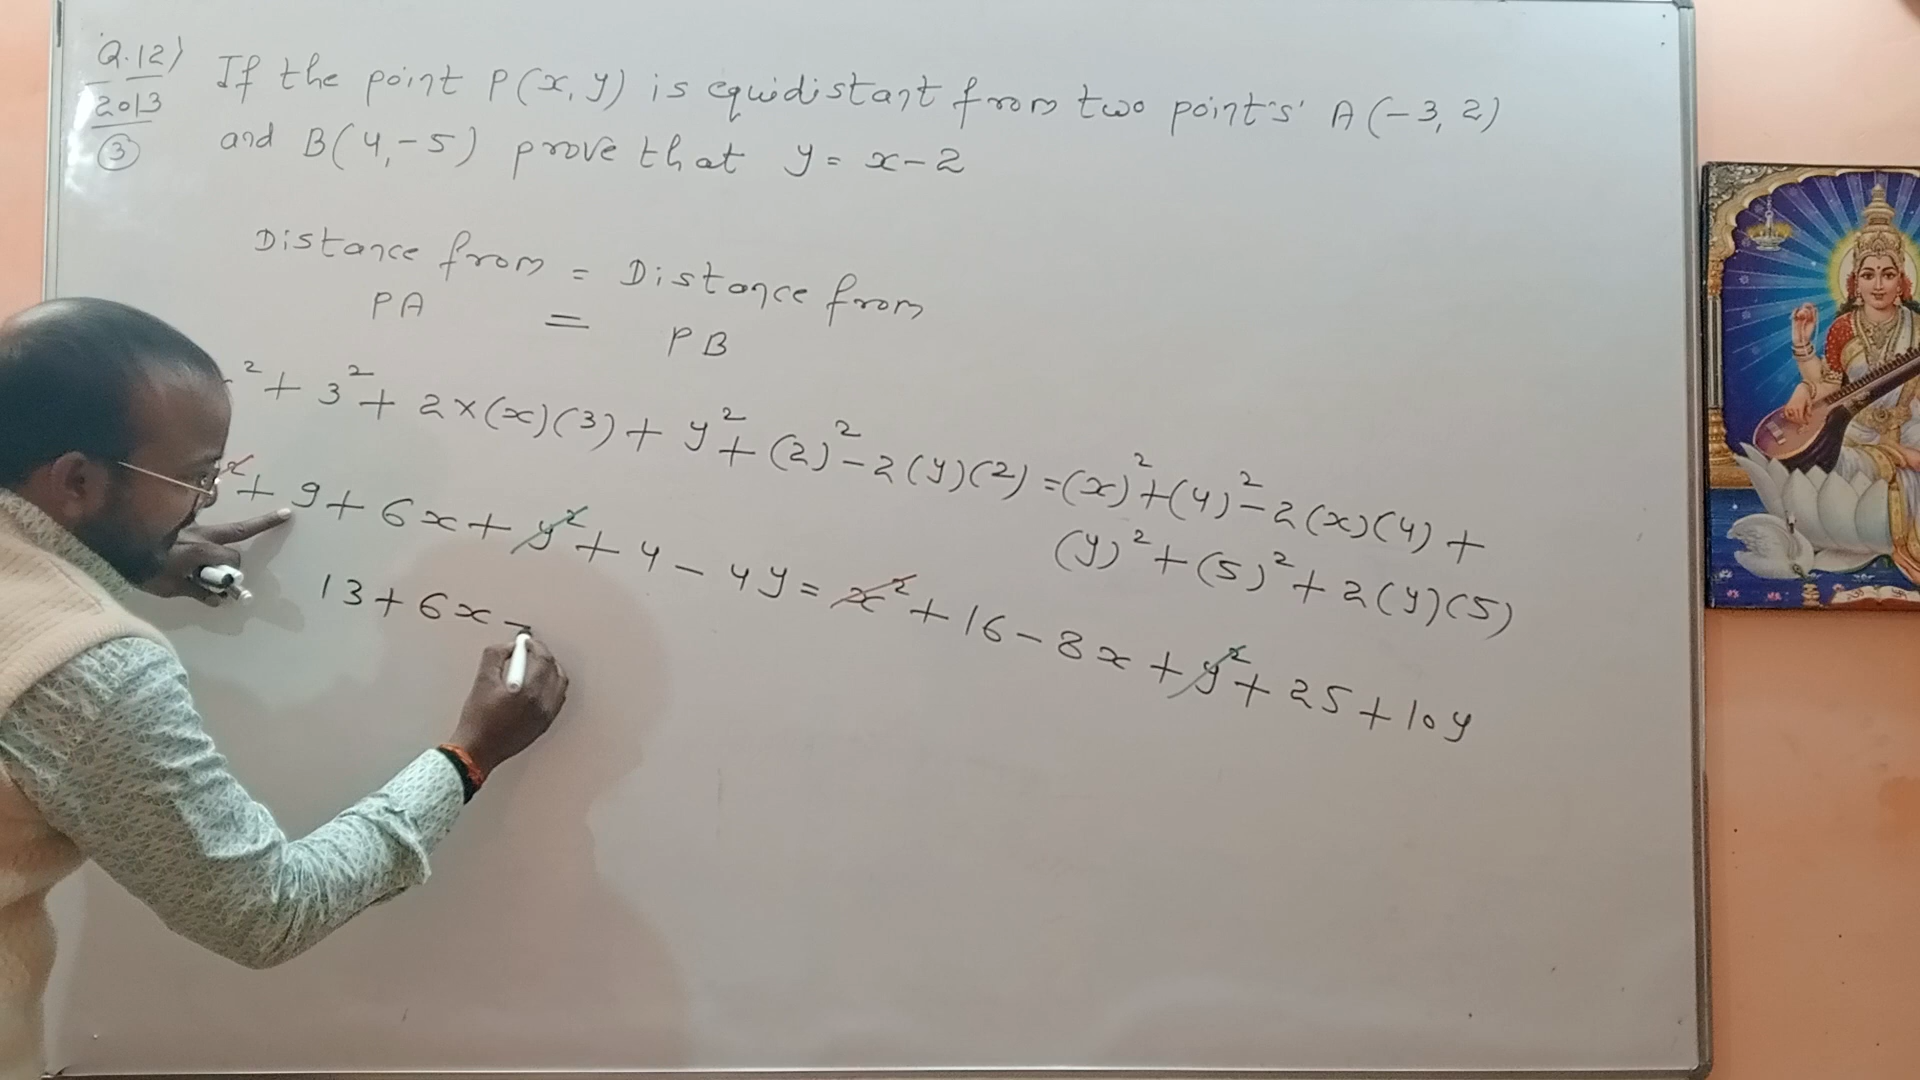 Q.12) If the point P(x, y) is equidistant from two point's' A(-3, 2)
2013
3 and B(4,-5) prove that y = x-2
Distance from = Distance from
PA = PB
² + 3² + 2×(x)(3) + y² + (2)² - 2(y)(2) = (x)² + (4)² - 2(x)(4) +
(y)² + (5)² + 2(y)(5)
² + 9 + 6x + y² + 4 - 4y = x² + 16 - 8x + y² + 25 + 10y
13 + 6x -